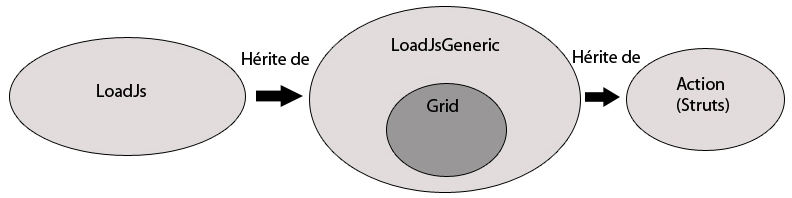 LoadJs
Hérite de
LoadJsGeneric
Grid
Hérite de
Action
(Struts)